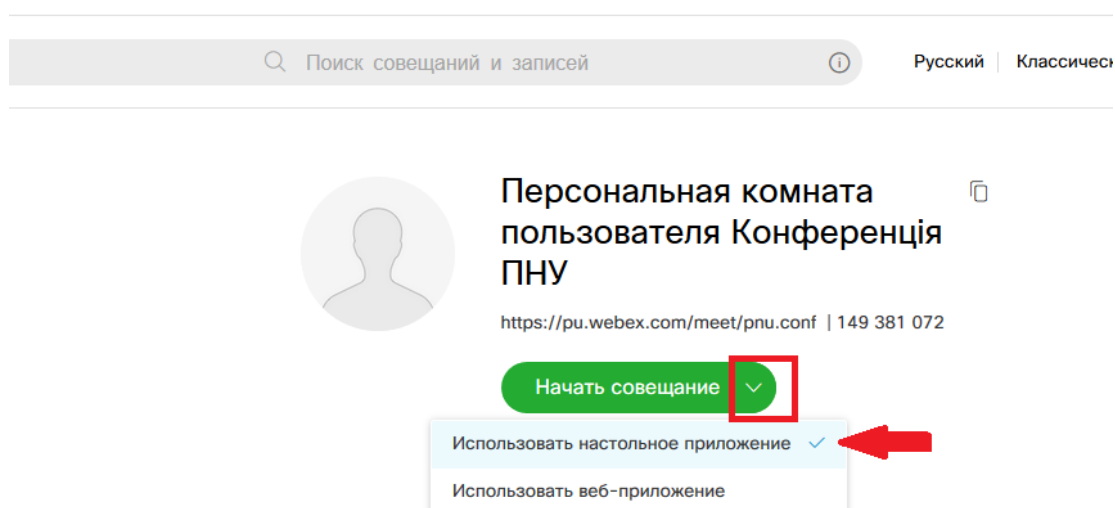 Поиск совещаний и записей
Русский
Персональная комната
пользователя Конференція
ПНУ
https://pu.webex.com/meet/pnu.conf | 149 381 072
Начать совещание
Использовать настольное приложение
Использовать веб-приложение